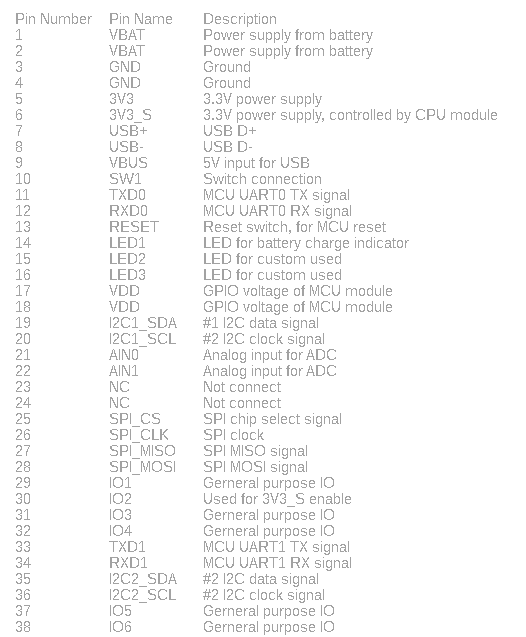 Pin Number Pin Name Description
1 VBAT Power supply from battery
2 VBAT Power supply from battery
3 GND Ground
4 GND Ground
5 3V3 3.3V power supply
6 3V3_S 3.3V power supply, controlled by CPU module
7 USB+ USB D+
8 USB- USB D-
9 VBUS 5V input for USB
10 SW1 Switch connection
11 TXD0 MCU UART0 TX signal
12 RXD0 MCU UART0 RX signal
13 RESET Reset switch, for MCU reset
14 LED1 LED for battery charge indicator
15 LED2 LED for custom used
16 LED3 LED for custom used
17 VDD GPIO voltage of MCU module
18 VDD GPIO voltage of MCU module
19 I2C1_SDA #1 I2C data signal
20 I2C1_SCL #2 I2C clock signal
21 AIN0 Analog input for ADC
22 AIN1 Analog input for ADC
23 NC Not connect
24 NC Not connect
25 SPI_CS SPI chip select signal
26 SPI_CLK SPI clock
27 SPI_MISO SPI MISO signal
28 SPI_MOSI SPI MOSI signal
29 IO1 Gerneral purpose IO
30 IO2 Used for 3V3_S enable
31 IO3 Gerneral purpose IO
32 IO4 Gerneral purpose IO
33 TXD1 MCU UART1 TX signal
34 RXD1 MCU UART1 RX signal
35 I2C2_SDA #2 I2C data signal
36 I2C2_SCL #2 I2C clock signal
37 IO5 Gerneral purpose IO
38 IO6 Gerneral purpose IO